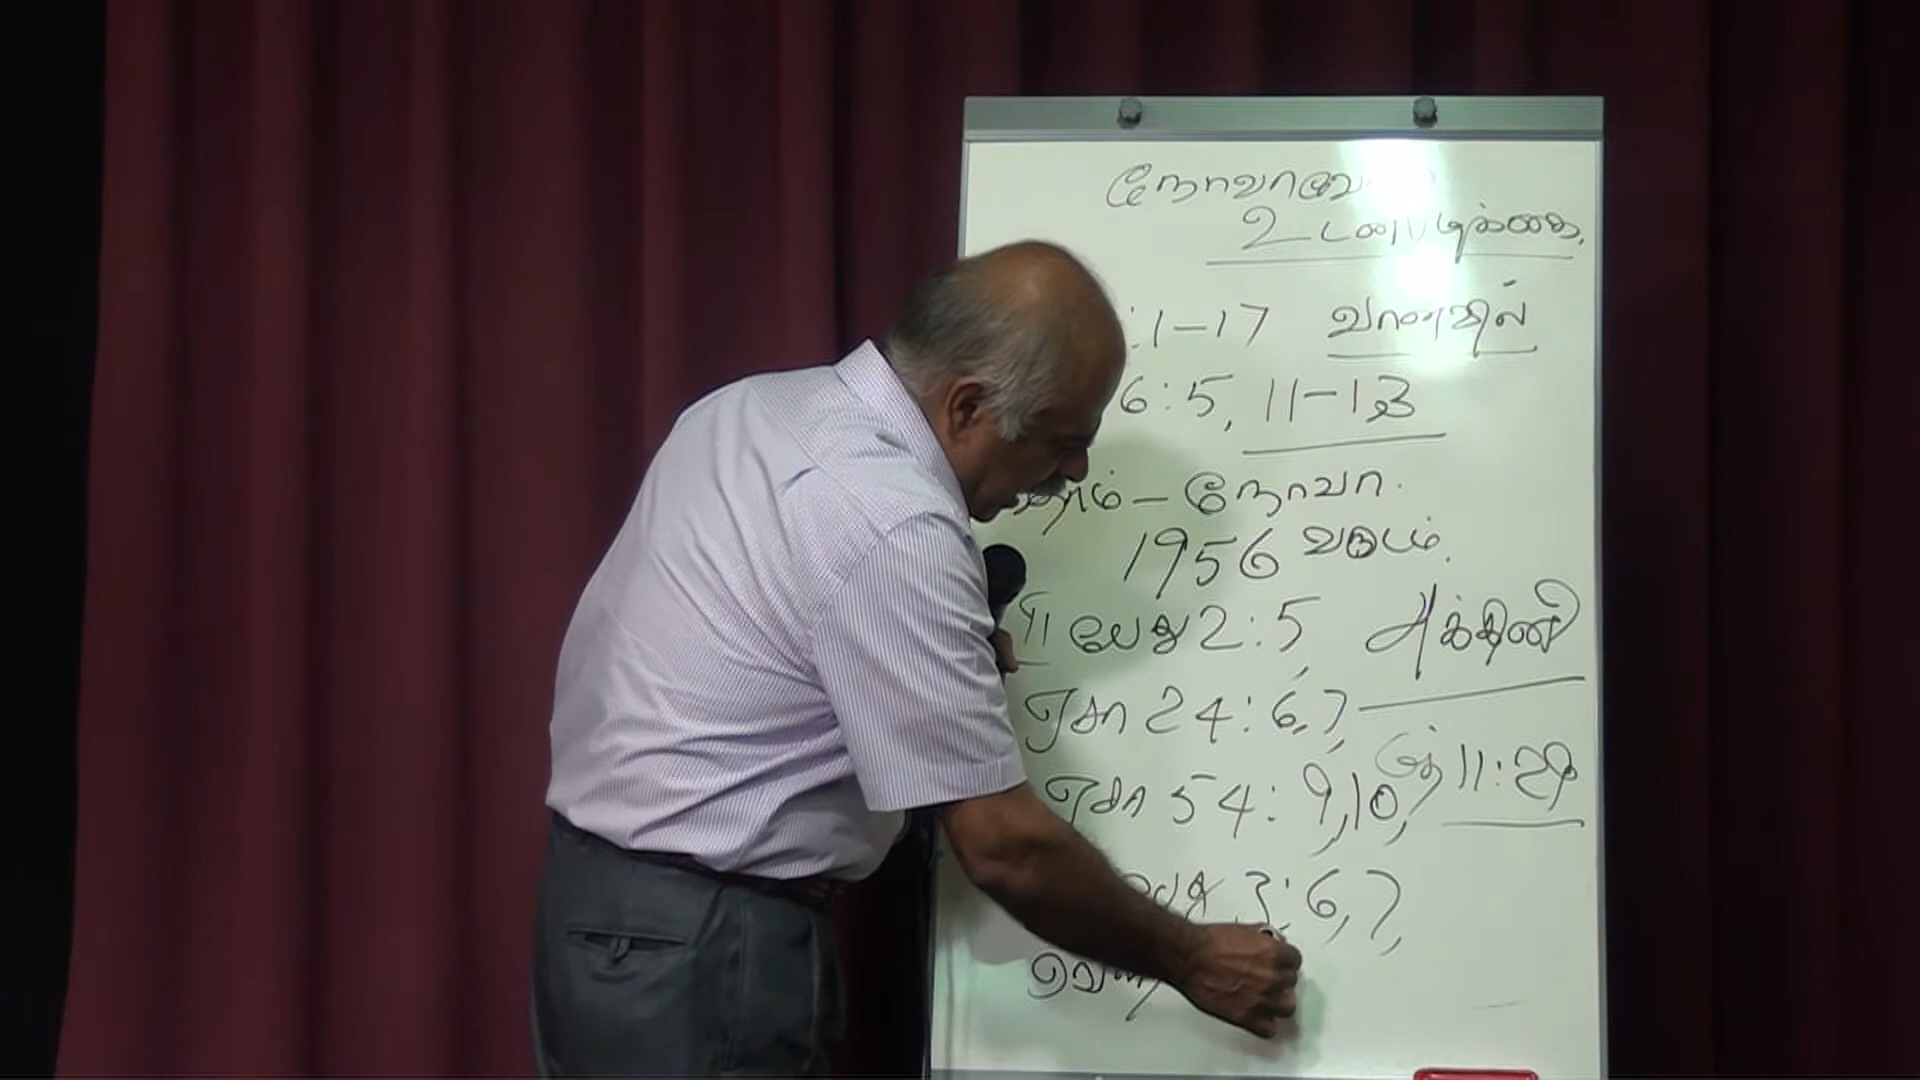 உடன்படிக்கை.
:1-17 வானவில்
6:5, 11-13
- நோவா.
1956 வருடம்.
II பேது 2:5, அக்கினி
ஏசா 24:6,7,
ஏசா 54:9,10, 11:29
3:6,7,